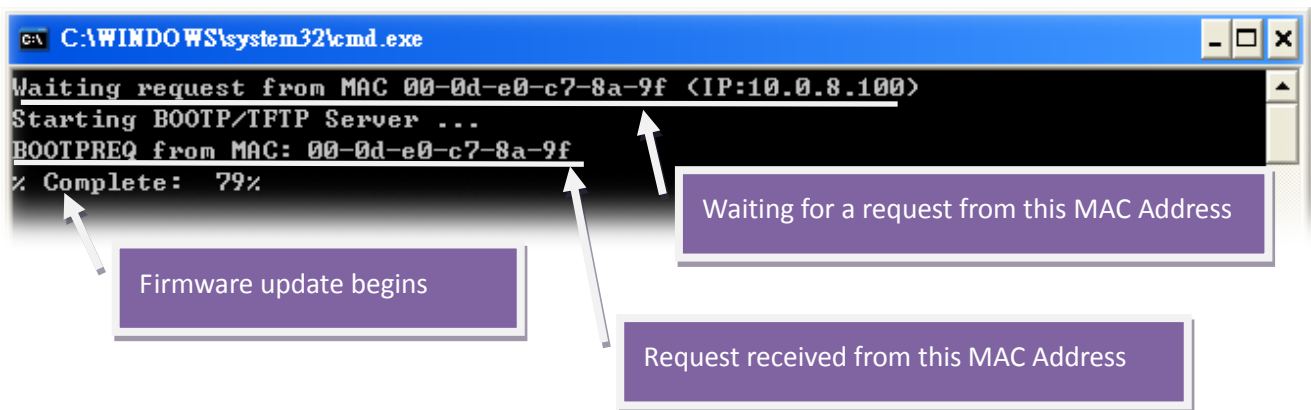 C:\WINDOWS\system32\cmd.exe
Waiting request from MAC 00-0d-e0-c7-8a-9f (IP:10.0.8.100)
Starting BOOTP/TFTP Server ...
BOOTPREQ from MAC: 00-0d-e0-c7-8a-9f
% Complete: 79%
Waiting for a request from this MAC Address
Firmware update begins
Request received from this MAC Address